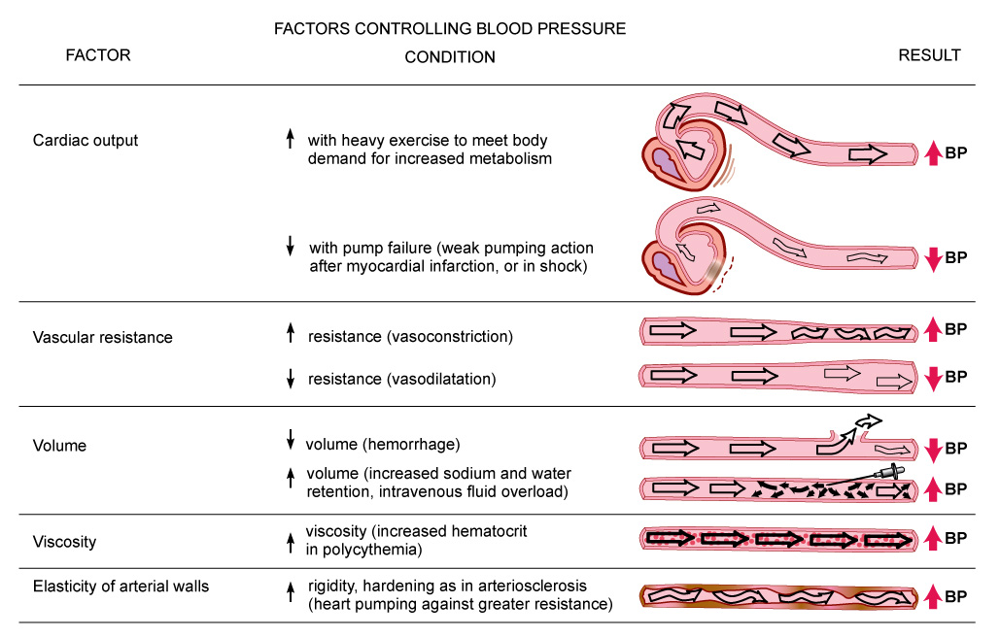 FACTORS CONTROLLING BLOOD PRESSURE
FACTOR CONDITION RESULT
Cardiac output
↑ with heavy exercise to meet body
demand for increased metabolism
↑ BP
↓ with pump failure (weak pumping action
after myocardial infarction, or in shock)
↓ BP
Vascular resistance
↑ resistance (vasoconstriction)
↑ BP
↓ resistance (vasodilatation)
↓ BP
Volume
↓ volume (hemorrhage)
↓ BP
↑ volume (increased sodium and water
retention, intravenous fluid overload)
↑ BP
Viscosity
↑ viscosity (increased hematocrit
in polycythemia)
↑ BP
Elasticity of arterial walls
↑ rigidity, hardening as in arteriosclerosis
(heart pumping against greater resistance)
↑ BP